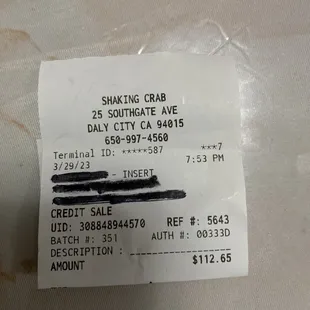 SHAKING CRAB
25 SOUTHGATE AVE
DALY CITY CA 94015
650-997-4560
Terminal ID: *****587 ***7
3/29/23 7:53 PM
- INSERT
CREDIT SALE
UID: 308848944570 REF #: 5643
BATCH #: 351 AUTH #: 00333D
DESCRIPTION :
AMOUNT $112.65